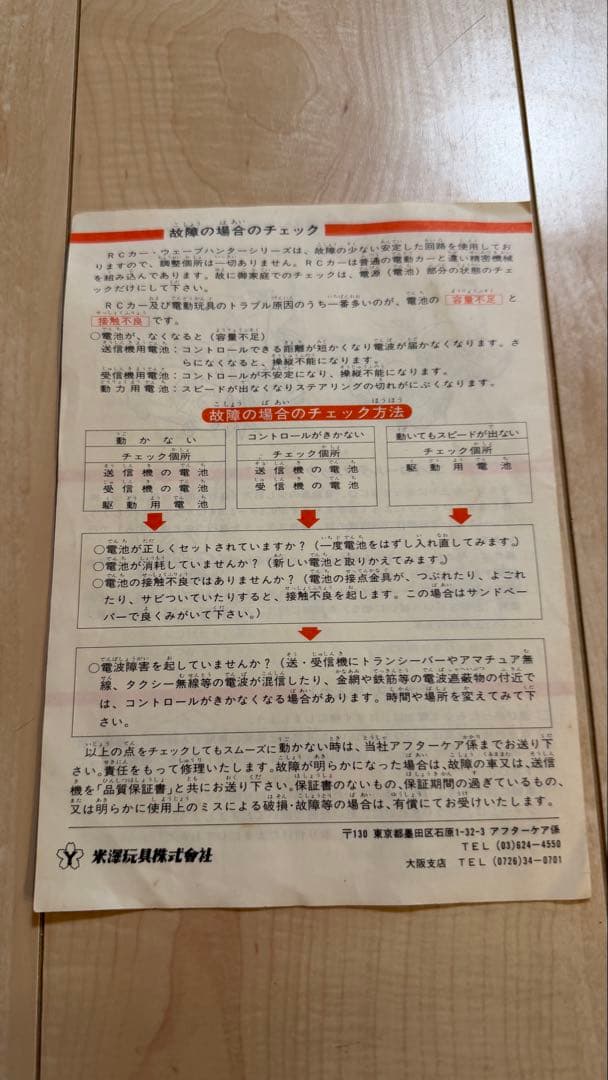 故障の場合のチェック
RCカー・ウェーブハンターシリーズは、故障の少ない安定した回路を使用して
おりますので、調整個所は一切ありません。RCカーは普通の電動カーと違い精密機械
を組み込んであります。故に御家庭でのチェックは、電源(電池)部分の状態のチェ
ックだけにして下さい。
RCカー及び電動玩具のトラブル原因のうち一番多いのが、電池の 容量不足 と
接触不良 です。
○電池が、なくなると(容量不足)
送信機用電池:コントロールできる距離が短かくなり電波が届かなくなります。さ
らになくなると、操縦不能になります。
受信機用電池:コントロールが不安定になり、操縦不能になります。
動力用電池:スピードが出なくなりステアリングの切れがにぶくなります。
故障の場合のチェック方法
動かない
チェック個所
送信機の電池
受信機の電池
駆動用電池
コントロールがきかない
チェック個所
送信機の電池
受信機の電池
動いてもスピードが出ない
チェック個所
駆動用電池
○電池が正しくセットされていますか?(一度電池をはずし入れ直してみます。)
○電池が消耗していませんか?(新しい電池と取りかえてみます。)
○電池の接触不良ではありませんか?(電池の接点金具が、つぶれたり、よごれ
たり、サビついていたりすると、接触不良を起します。この場合はサンドペー
パーで良くみがいて下さい。)
○電波障害を起していませんか?(送・受信機にトランシーバーやアマチュア無
線、タクシー無線等の電波が混信したり、金網や鉄筋等の電波遮蔽物の付近で
は、コントロールがきかなくなる場合があります。時間や場所を変えてみて下
さい。
以上の点をチェックしてもスムーズに動かない時は、当社アフターケア係までお送り下
さい。責任をもって修理いたします。故障が明らかになった場合は、故障の車又は、送信
機を「品質保証書」と共にお送り下さい。保証書のないもの、保証期間の過ぎているもの、
又は明らかに使用上のミスによる破損・故障等の場合は、有償にてお受けいたします。
米澤玩具株式會社
〒130 東京都墨田区石原1-32-3 アフターケア係
TEL (03)624-4550
大阪支店 TEL (0726)34-0701